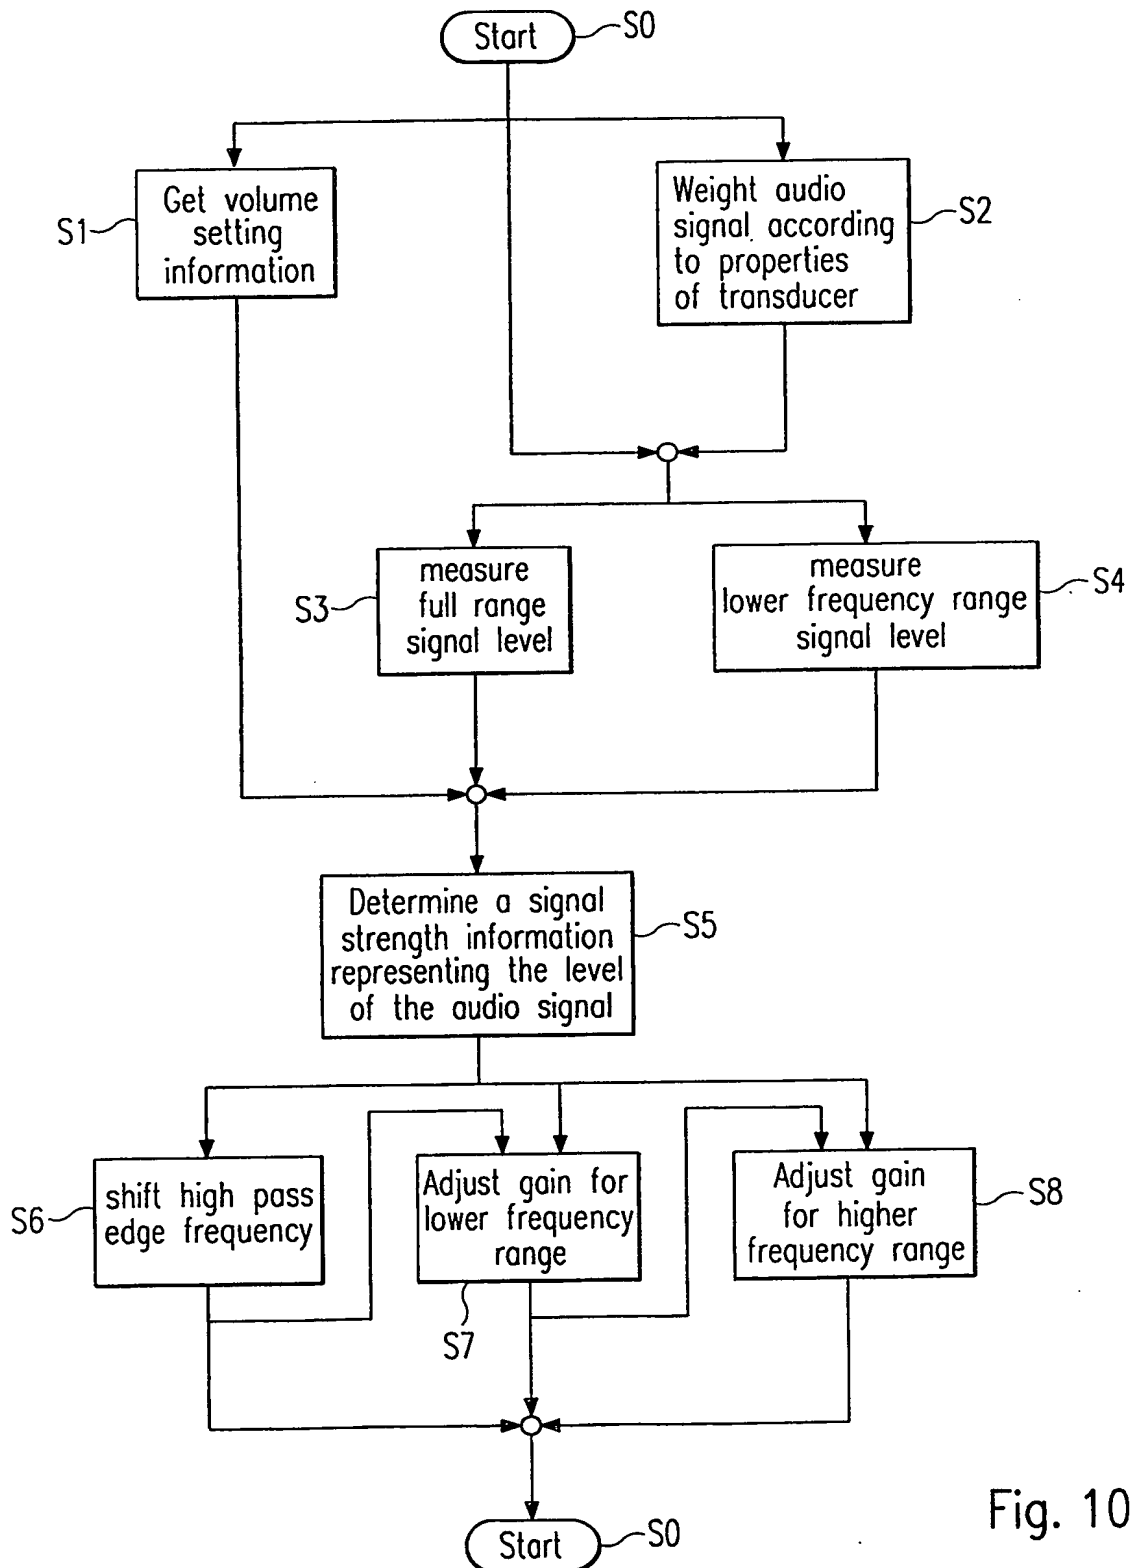 Start
S0
Get volume
setting
information
S1
Weight audio
signal according
to properties
of transducer
S2
measure
full range
signal level
S3
measure
lower frequency range
signal level
S4
Determine a signal
strength information
representing the level
of the audio signal
S5
shift high pass
edge frequency
S6
Adjust gain for
lower frequency
range
S7
Adjust gain
for higher
frequency range
S8
Start
S0
Fig. 10